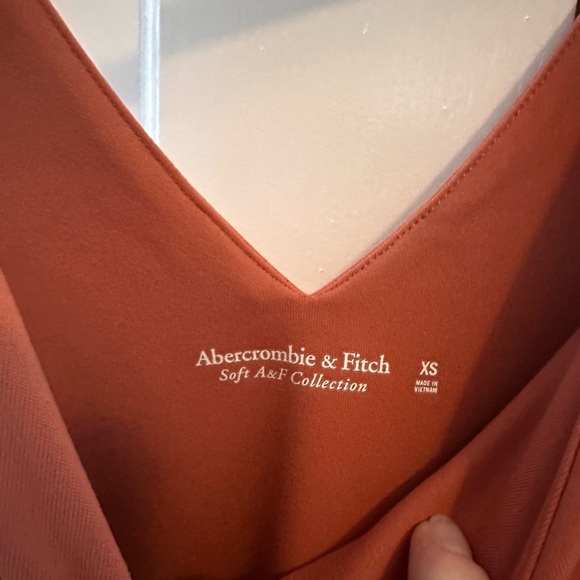 Abercrombie & Fitch
Soft A&F Collection
XS
MADE IN
VIETNAM